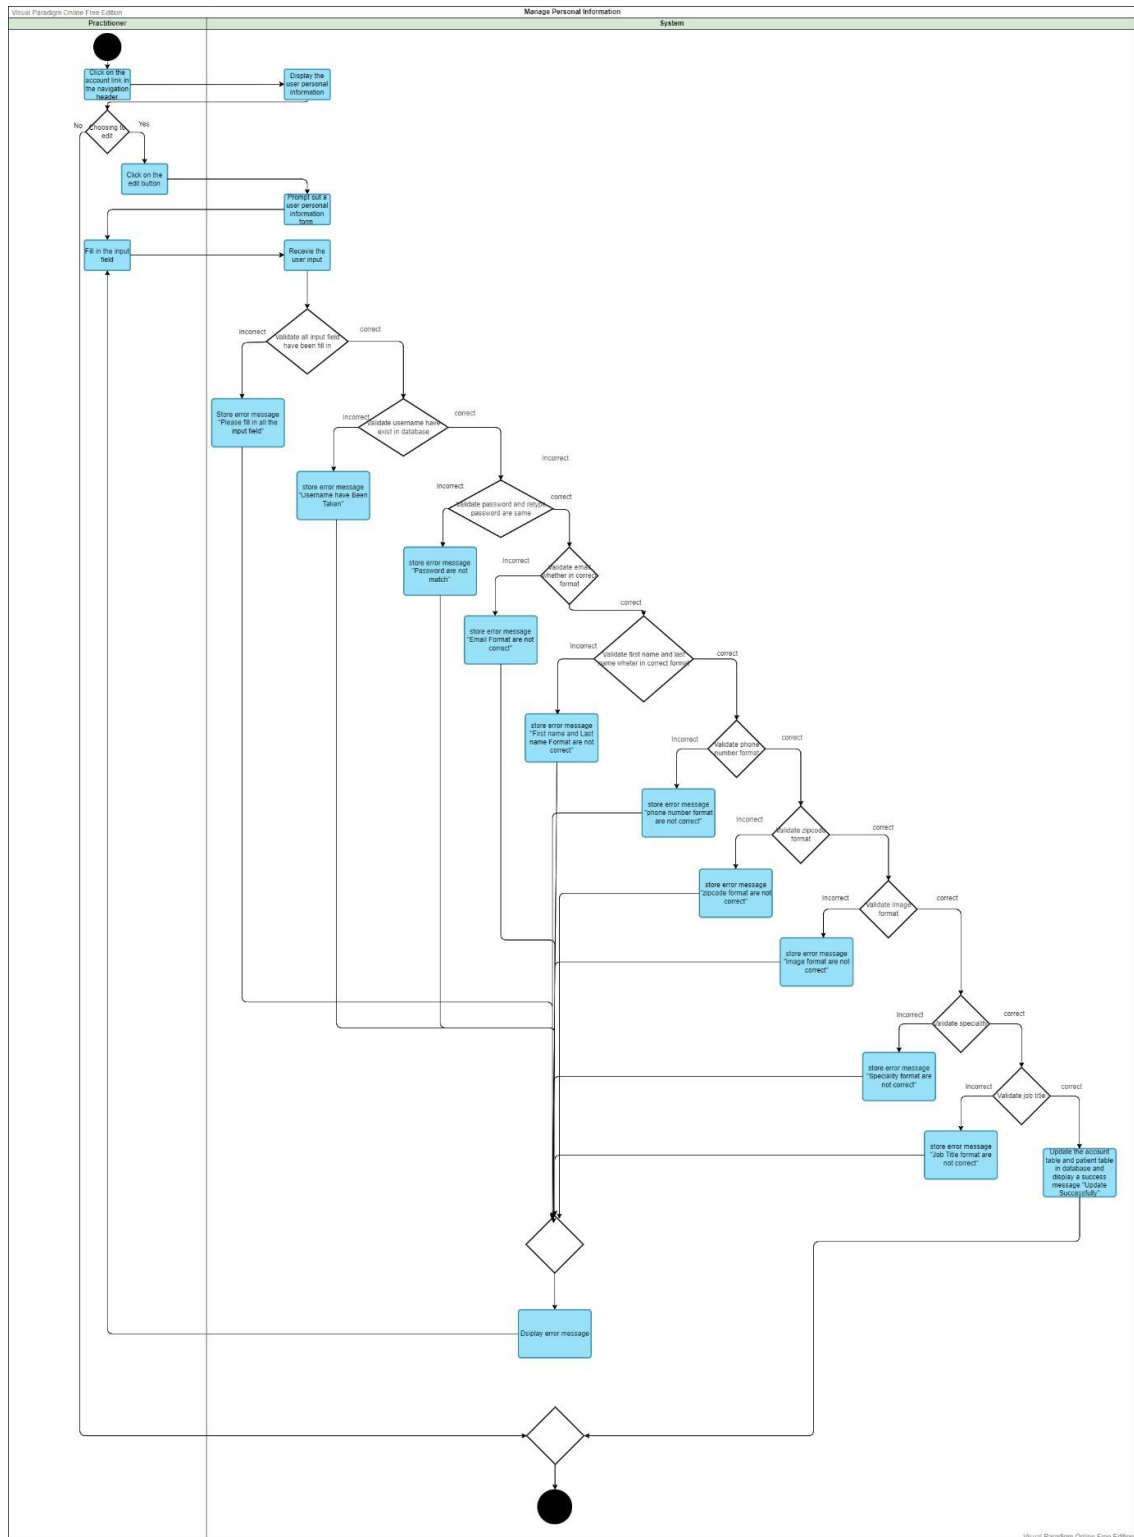 Visual Paradigm Online Free Edition
Manage Personal Information
Practitioner
System
Click on the
account link in
the navigation
header
Display the
user personal
information
No
Choosing to
edit
Yes
Click on the
edit button
Prompt out a
user personal
information
form
Fill in the input
field
Recevie the
user input
Incorrect
Validate all input field
have been fill in
correct
Store error message
"Please fill in all the
input field"
Incorrect
Validate username have
exist in database
correct
Incorrect
store error message
"Username have Been
Taken"
Incorrect
Validate password and retype
password are same
correct
store error message
"Password are not
match"
Incorrect
Validate email
whether in correct
format
correct
store error message
"Email Format are not
correct"
Incorrect
Validate first name and last
name wheter in correct format
correct
store error message
"First name and Last
name Format are not
correct"
Incorrect
Validate phone
number format
correct
store error message
"phone number format
are not correct"
Incorrect
Validate zipcode
format
correct
store error message
"zipcode format are not
correct"
Incorrect
Validate Image
format
correct
store error message
"Image format are not
correct"
Incorrect
Validate speciality
correct
store error message
"Speciality format are
not correct"
Incorrect
Validate job title
correct
store error message
"Job Title format are
not correct"
Update the account
table and patient table
in database and
display a success
message "Update
Successfully"
Dsiplay error message
Visual Paradigm Online Free Edition